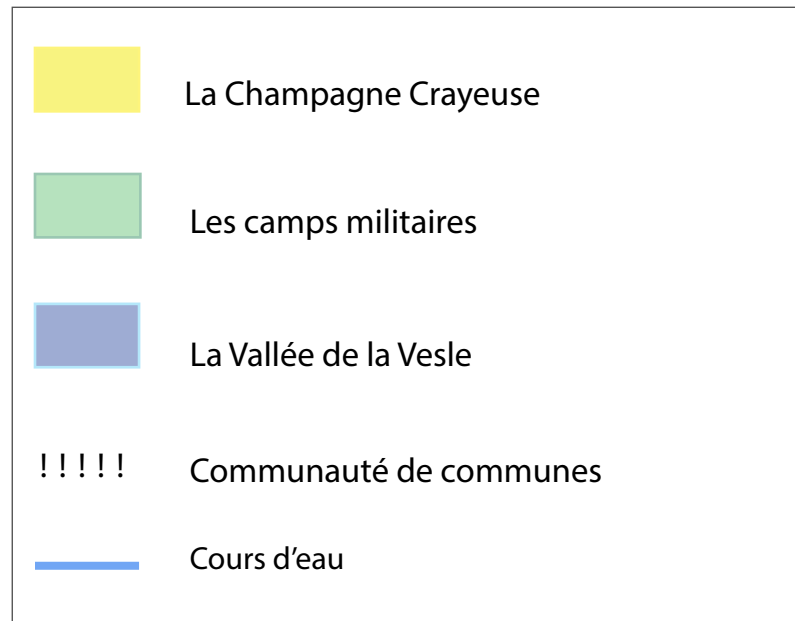 La Champagne Crayeuse
Les camps militaires
La Vallée de la Vesle
! ! ! ! ! Communauté de communes
Cours d’eau